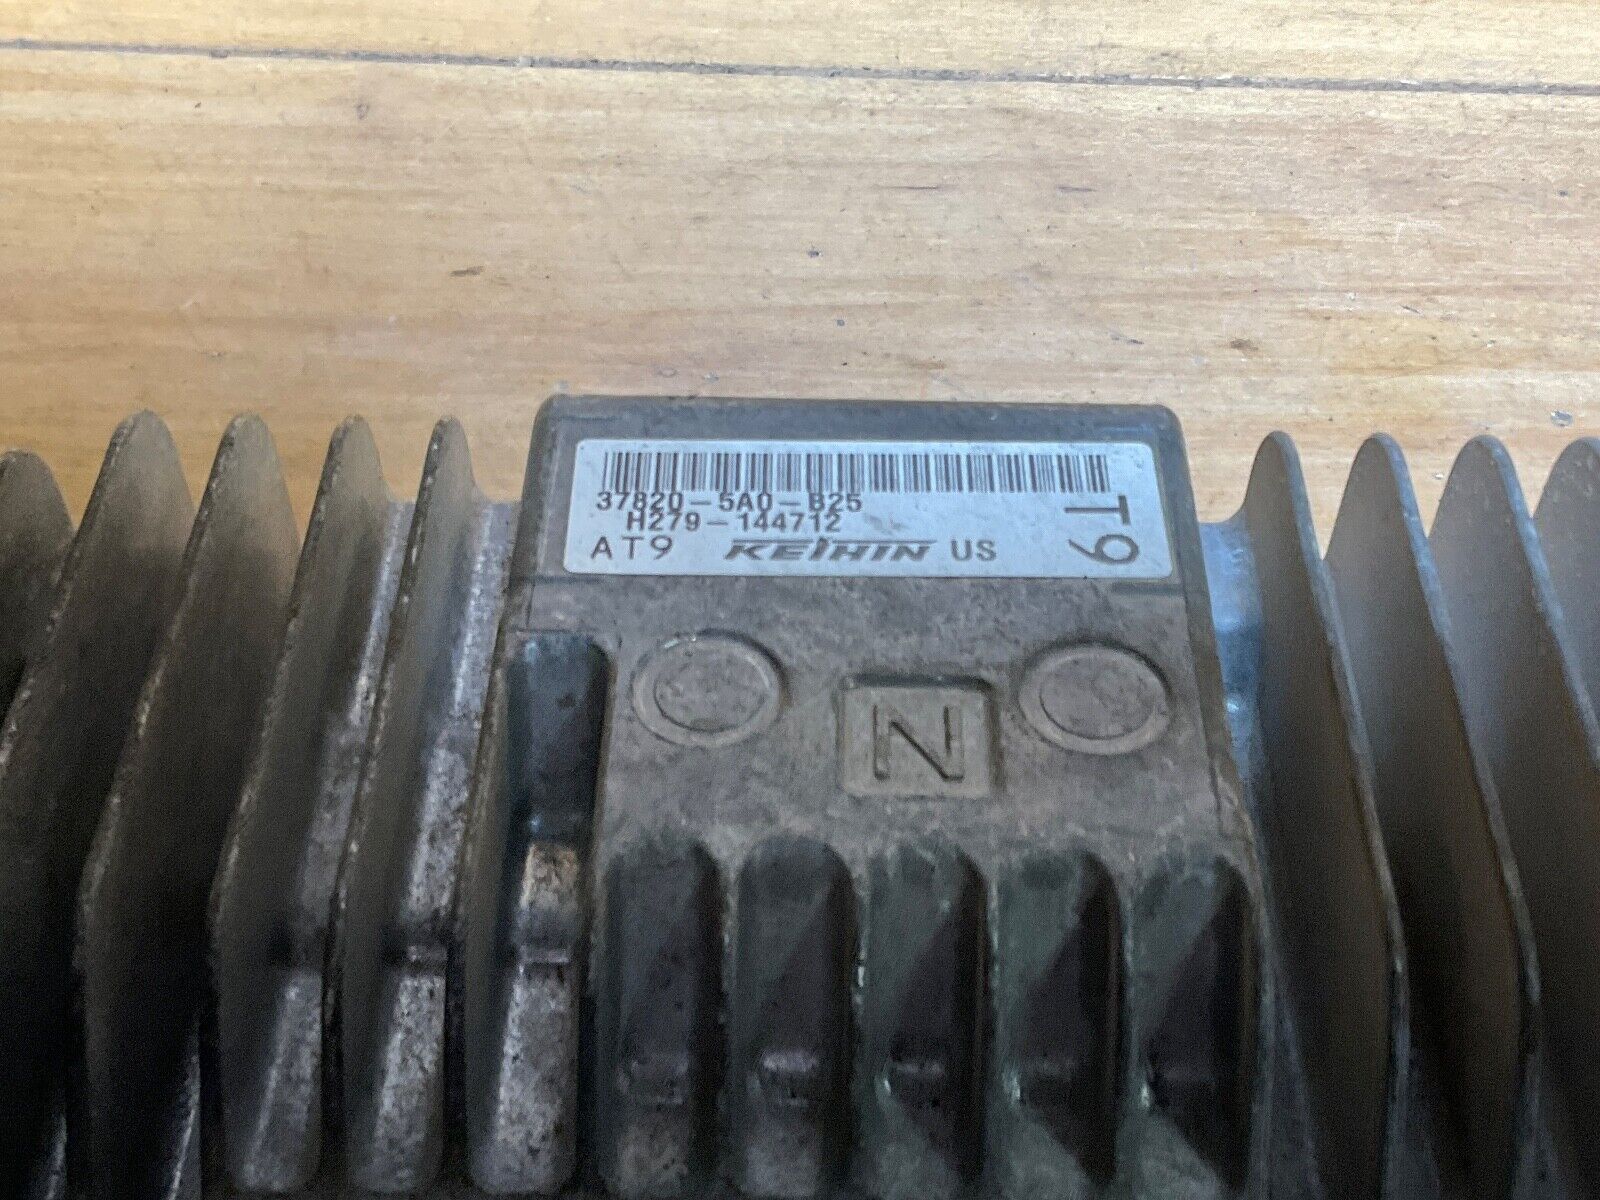 37820-5A0-B25
H279-144712
AT9 KEIHIN US
T9
N